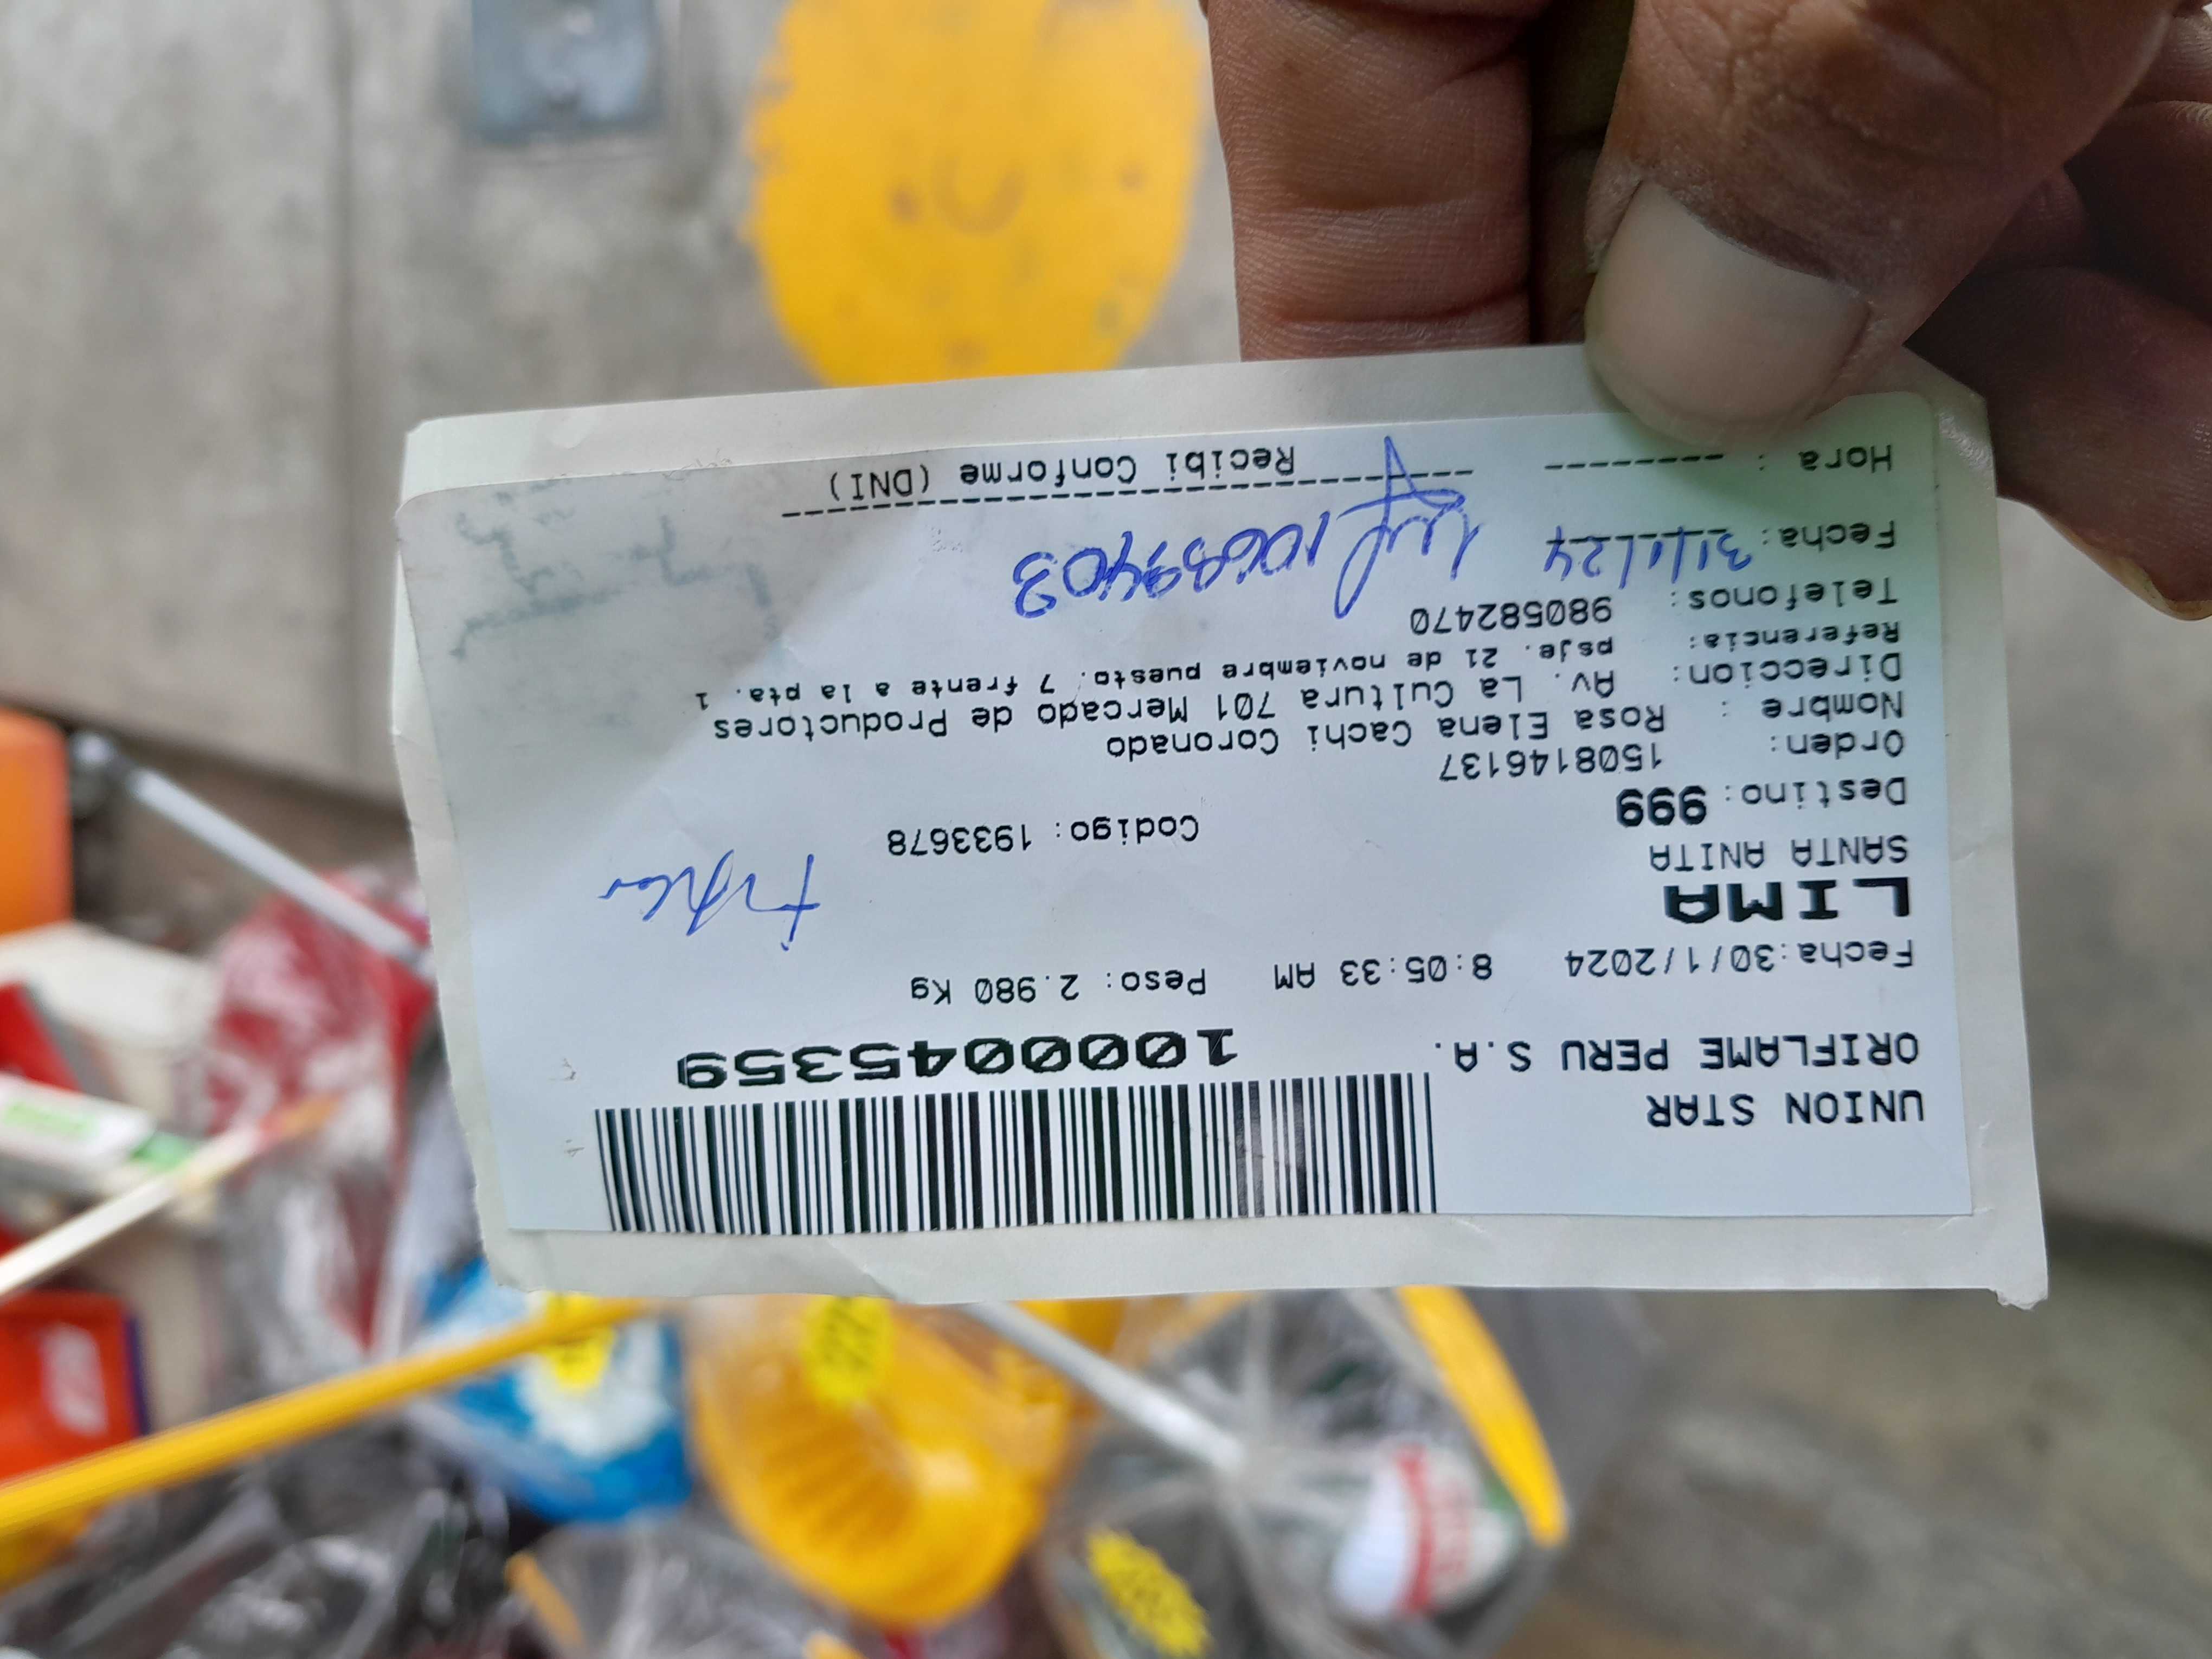 UNION STAR
ORIFLAME PERU S.A.
1000045359
Fecha:30/1/2024 8:05:33 AM Peso: 2.980 Kg
LIMA
SANTA ANITA
Destino: 999 Codigo: 1933678
Orden: 1508146137
Nombre : Rosa Elena Cachi Coronado
Direccion: Av. La Cultura 701 Mercado de Productores
Referencia: psje. 21 de noviembre puesto. 7 frente a la pta. 1
Telefonos: 980582470
Fecha: 31/1/24
Hora :
Recibi Conforme (DNI)